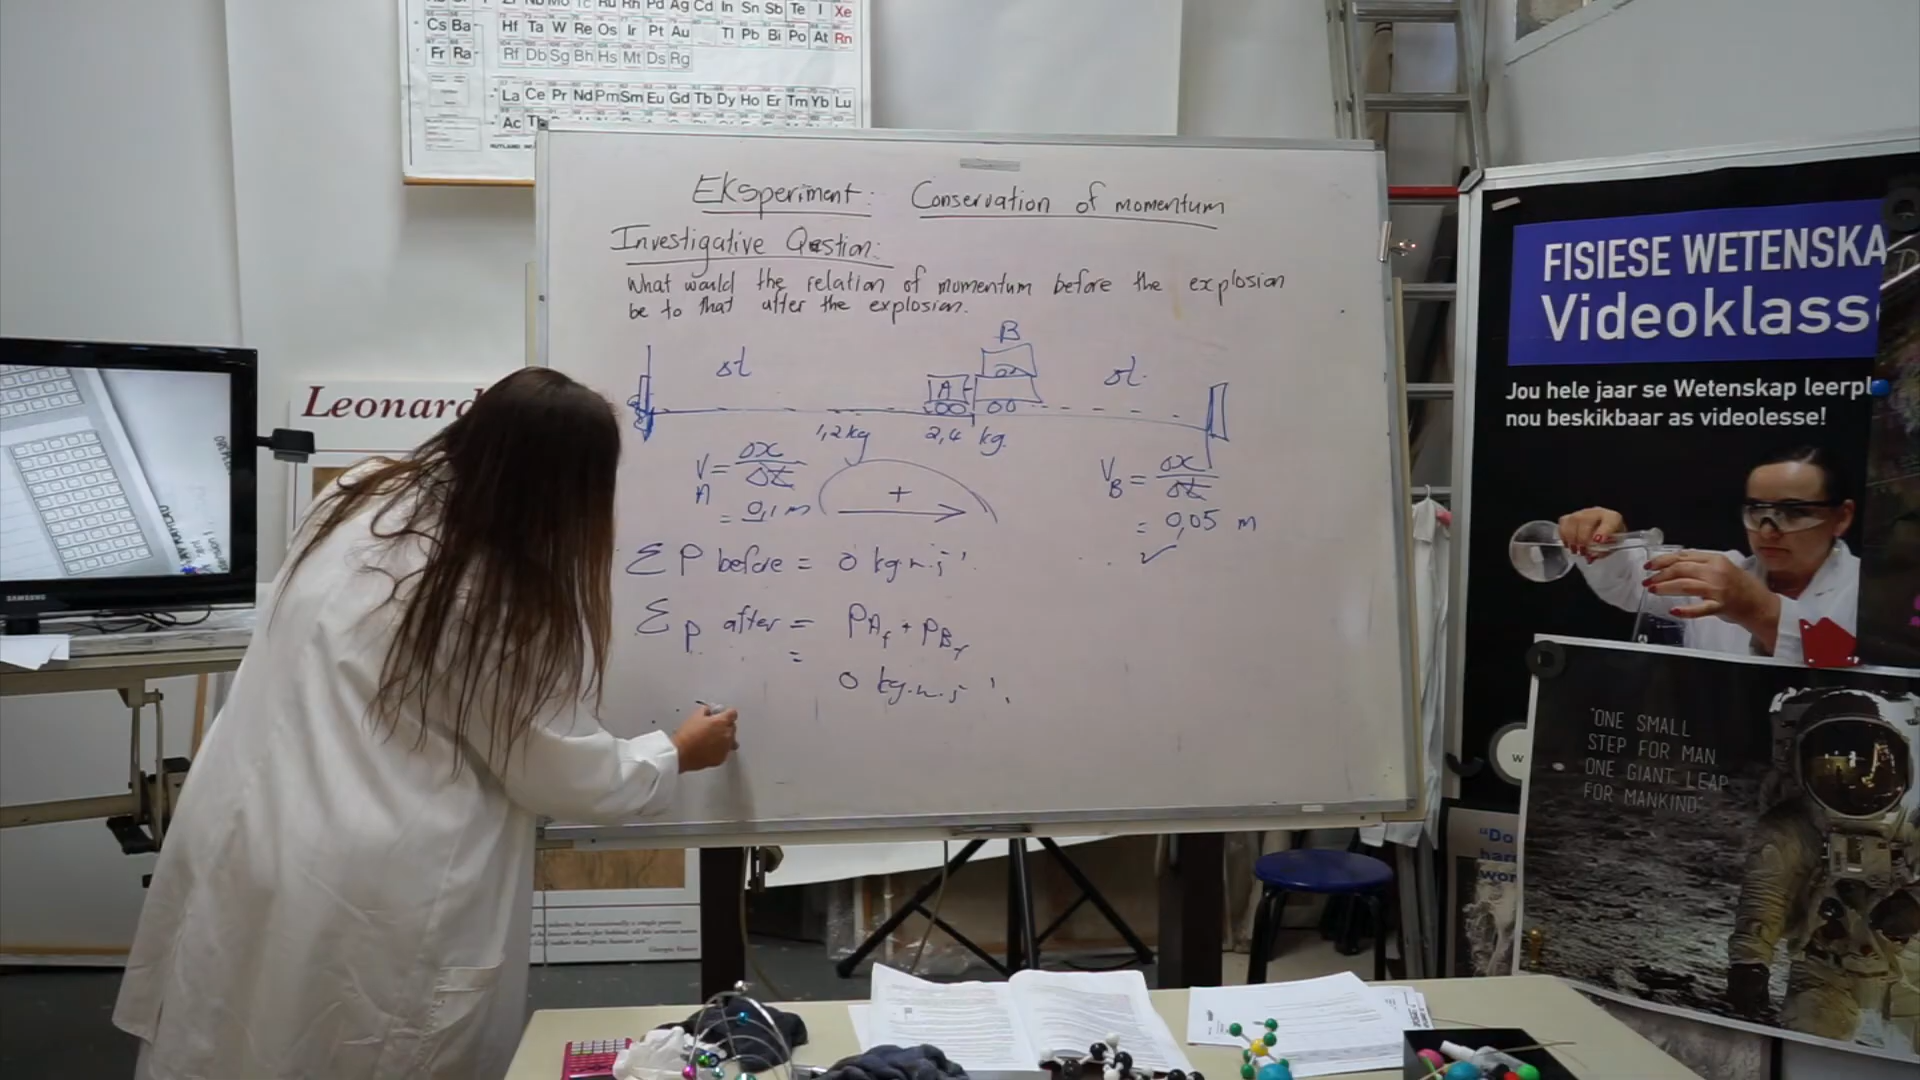 Cs Ba Hf Ta W Re Os Ir Pt Au Tl Pb Bi Po At Rn
Fr Ra Rf Db Sg Bh Hs Mt Ds Rg
La Ce Pr Nd Pm Sm Eu Gd Tb Dy Ho Er Tm Yb Lu
Ac
EKsperiment: Conservation of momentum
Investigative Qestion:
What would the relation of momentum before the explosion
be to that after the explosion.
B
Δt
A
Δt
1,2 kg
2,4 kg
V A = Δx / Δt
= 0,1 m
+
V B = Δx / Δt
= 0,05 m
Σ P before = 0 kg.m.s⁻¹
Σ p after = PAf + PBf
=
0 kg.m.s⁻¹
Leonard
SAMSUNG
FISIESE WETENSKA
Videoklass
Jou hele jaar se Wetenskap leerpl
nou beskikbaar as videolesse!
"ONE SMALL
STEP FOR MAN
ONE GIANT LEAP
FOR MANKIND"
"Do